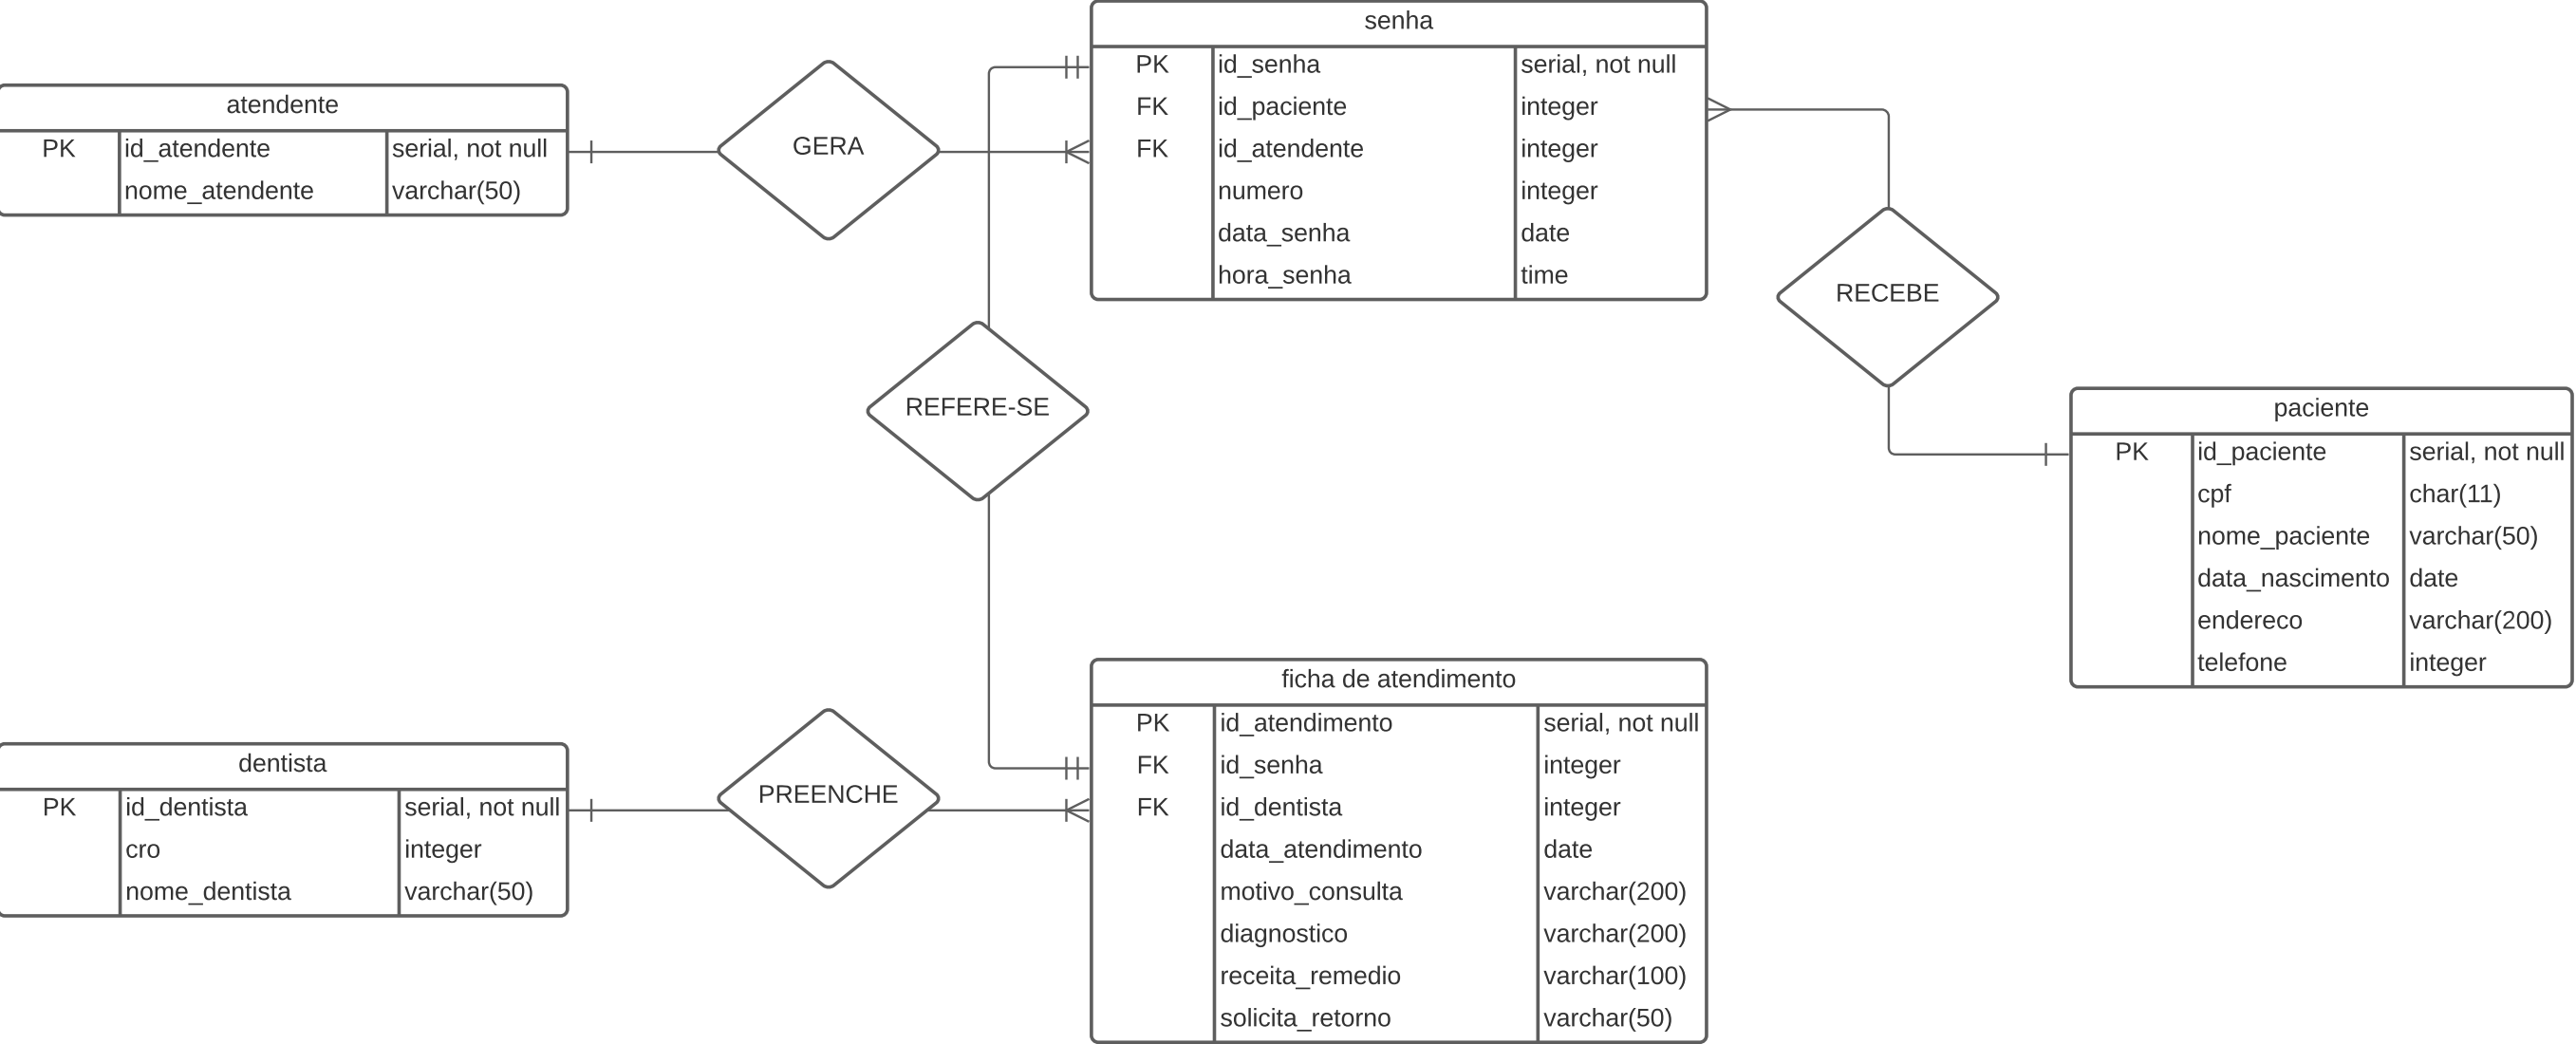 senha
PK id_senha serial, not null
FK id_paciente integer
FK id_atendente integer
numero integer
data_senha date
hora_senha time
atendente
PK id_atendente serial, not null
nome_atendente varchar(50)
GERA
RECEBE
REFERE-SE
paciente
PK id_paciente serial, not null
cpf char(11)
nome_paciente varchar(50)
data_nascimento date
endereco varchar(200)
telefone integer
ficha de atendimento
PK id_atendimento serial, not null
FK id_senha integer
FK id_dentista integer
data_atendimento date
motivo_consulta varchar(200)
diagnostico varchar(200)
receita_remedio varchar(100)
solicita_retorno varchar(50)
dentista
PK id_dentista serial, not null
cro integer
nome_dentista varchar(50)
PREENCHE